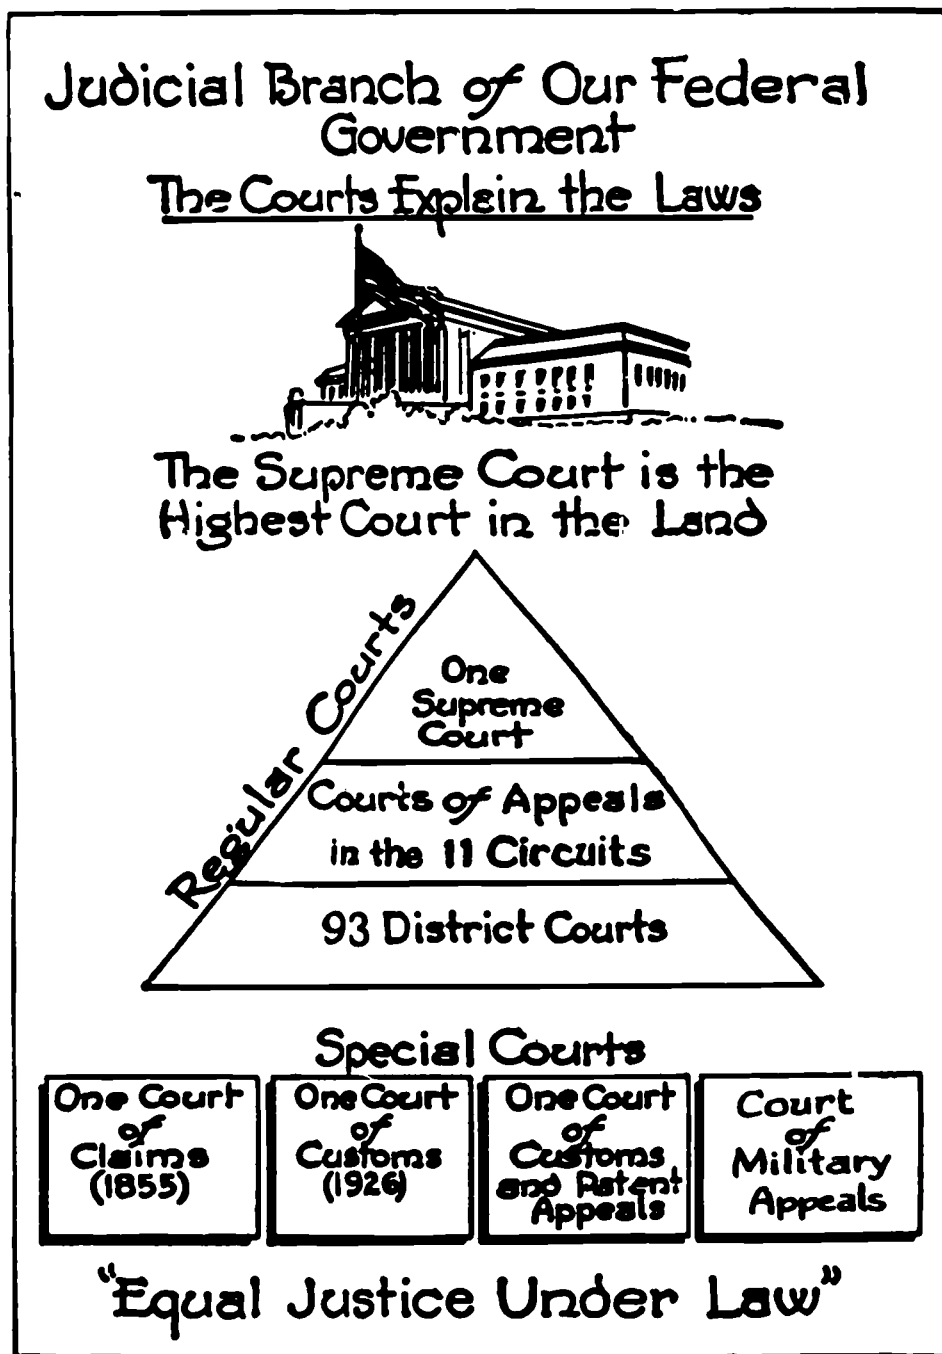 Judicial Branch of Our Federal
Government
The Courts Explain the Laws
The Supreme Court is the
Highest Court in the Land
Regular Courts
One
Supreme
Court
Courts of Appeals
in the 11 Circuits
93 District Courts
Special Courts
One Court
of
Claims
(1855)
One Court
of
Customs
(1926)
One Court
of
Customs
and Patent
Appeals
Court
of
Military
Appeals
"Equal Justice Under Law"